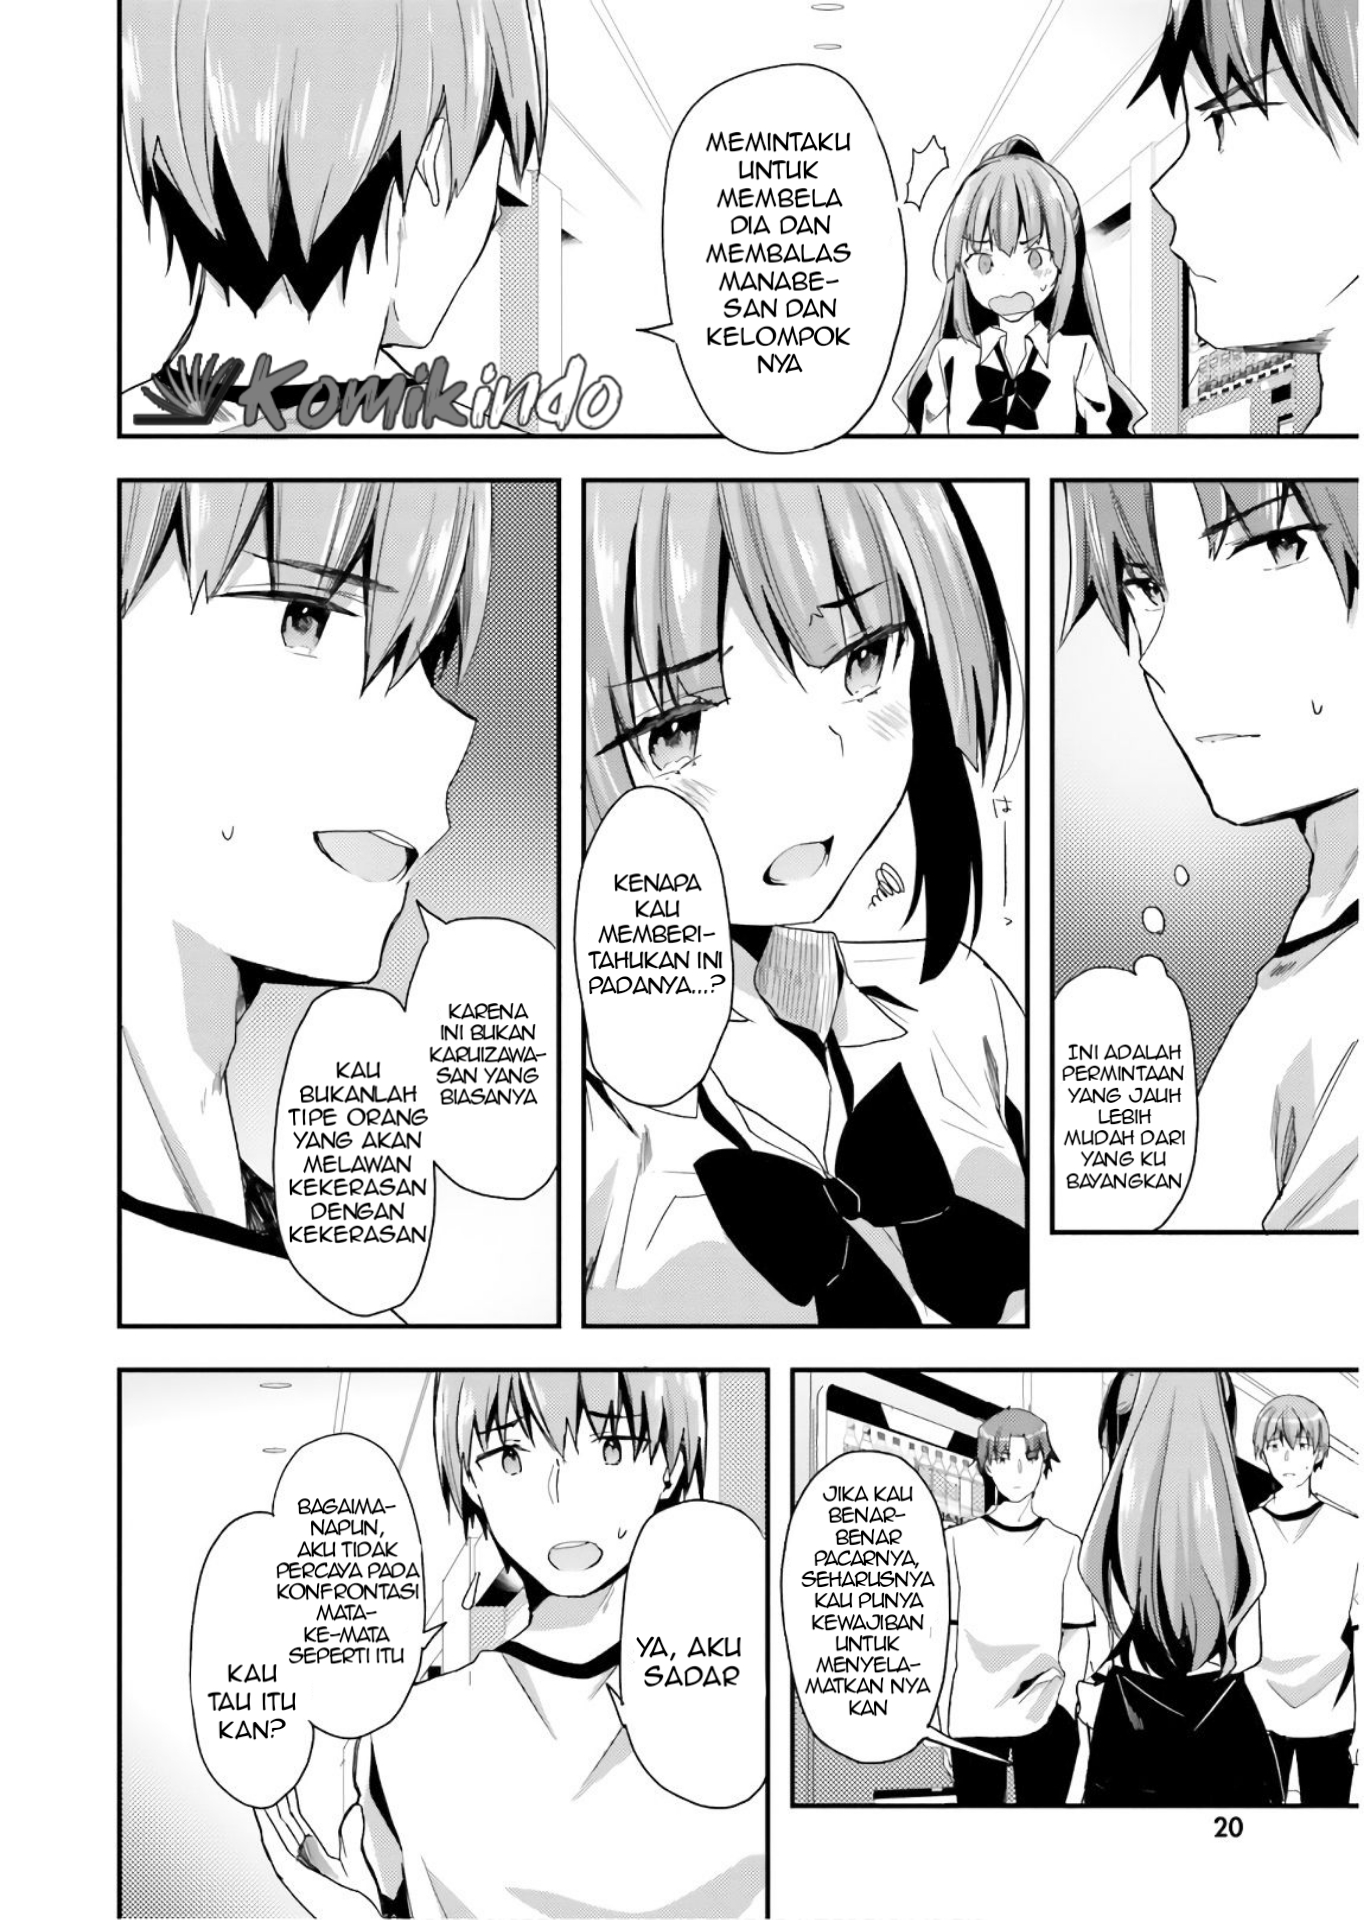 MEMINTAKU
UNTUK
MEMBELA
DIA DAN
MEMBALAS
MANABE-
SAN DAN
KELOMPOK
NYA
Komikindo
INI ADALAH
PERMINTAAN
YANG JAUH
LEBIH
MUDAH DARI
YANG KU
BAYANGKAN
は──っ
KENAPA
KAU
MEMBERI-
TAHUKAN INI
PADANYA...?
KARENA
INI BUKAN
KARUIZAWA-
SAN YANG
BIASANYA
KAU
BUKANLAH
TIPE ORANG
YANG AKAN
MELAWAN
KEKERASAN
DENGAN
KEKERASAN
JIKA KAU
BENAR-
BENAR
PACARNYA,
SEHARUSNYA
KAU PUNYA
KEWAJIBAN
UNTUK
MENYELA-
MATKAN NYA
KAN
YA, AKU
SADAR
BAGAIMA-
NAPUN,
AKU TIDAK
PERCAYA PADA
KONFRONTASI
MATA-
KE-MATA
SEPERTI ITU
KAU
TAU ITU
KAN?
20